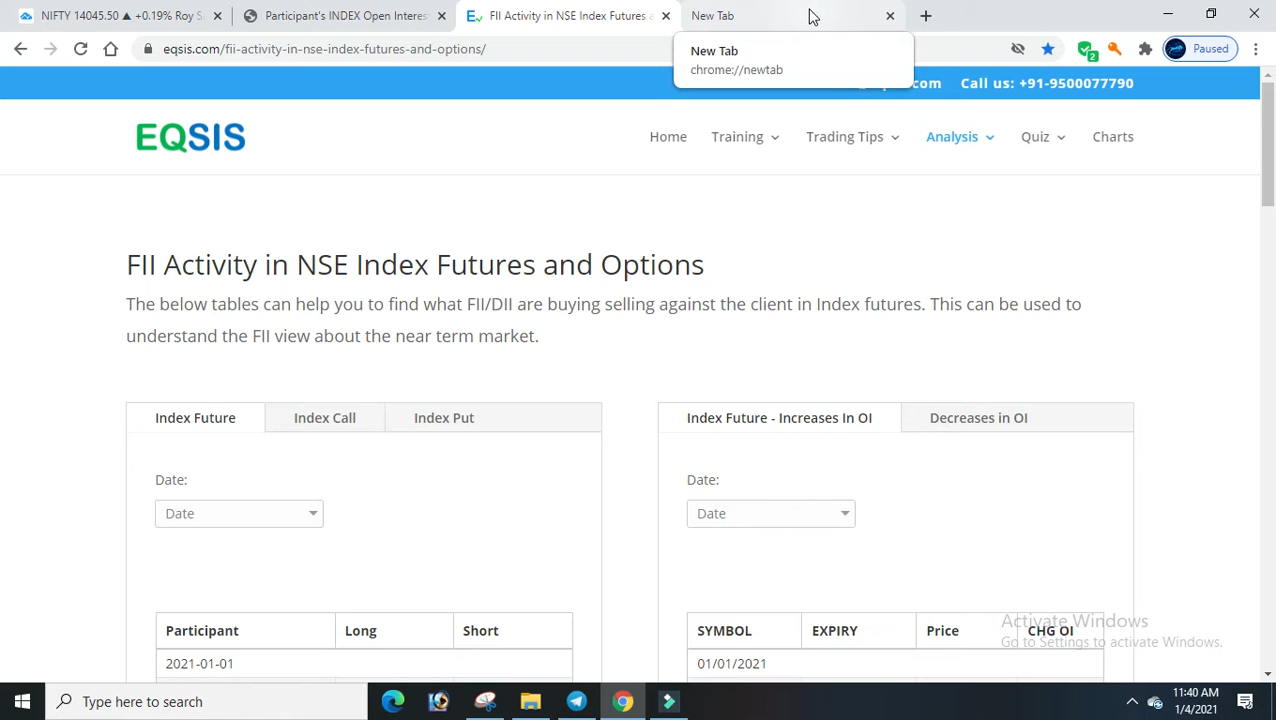 NIFTY 14045.50 ▲ +0.19% Roy S
Participant's INDEX Open Interes
FII Activity in NSE Index Futures a
New Tab
eqsis.com/fii-activity-in-nse-index-futures-and-options/
New Tab
chrome://newtab
2
Paused
Call us: +91-9500077790
EQSIS
Home
Training
Trading Tips
Analysis
Quiz
Charts
FII Activity in NSE Index Futures and Options
The below tables can help you to find what FII/DII are buying selling against the client in Index futures. This can be used to
understand the FII view about the near term market.
Index Future
Index Call
Index Put
Index Future - Increases In OI
Decreases in OI
Date:
Date:
Date
Date
Participant
Long
Short
SYMBOL
EXPIRY
Price
CHG OI
2021-01-01
01/01/2021
Activate Windows
Go to Settings to activate Windows.
Type here to search
11:40 AM
1/4/2021